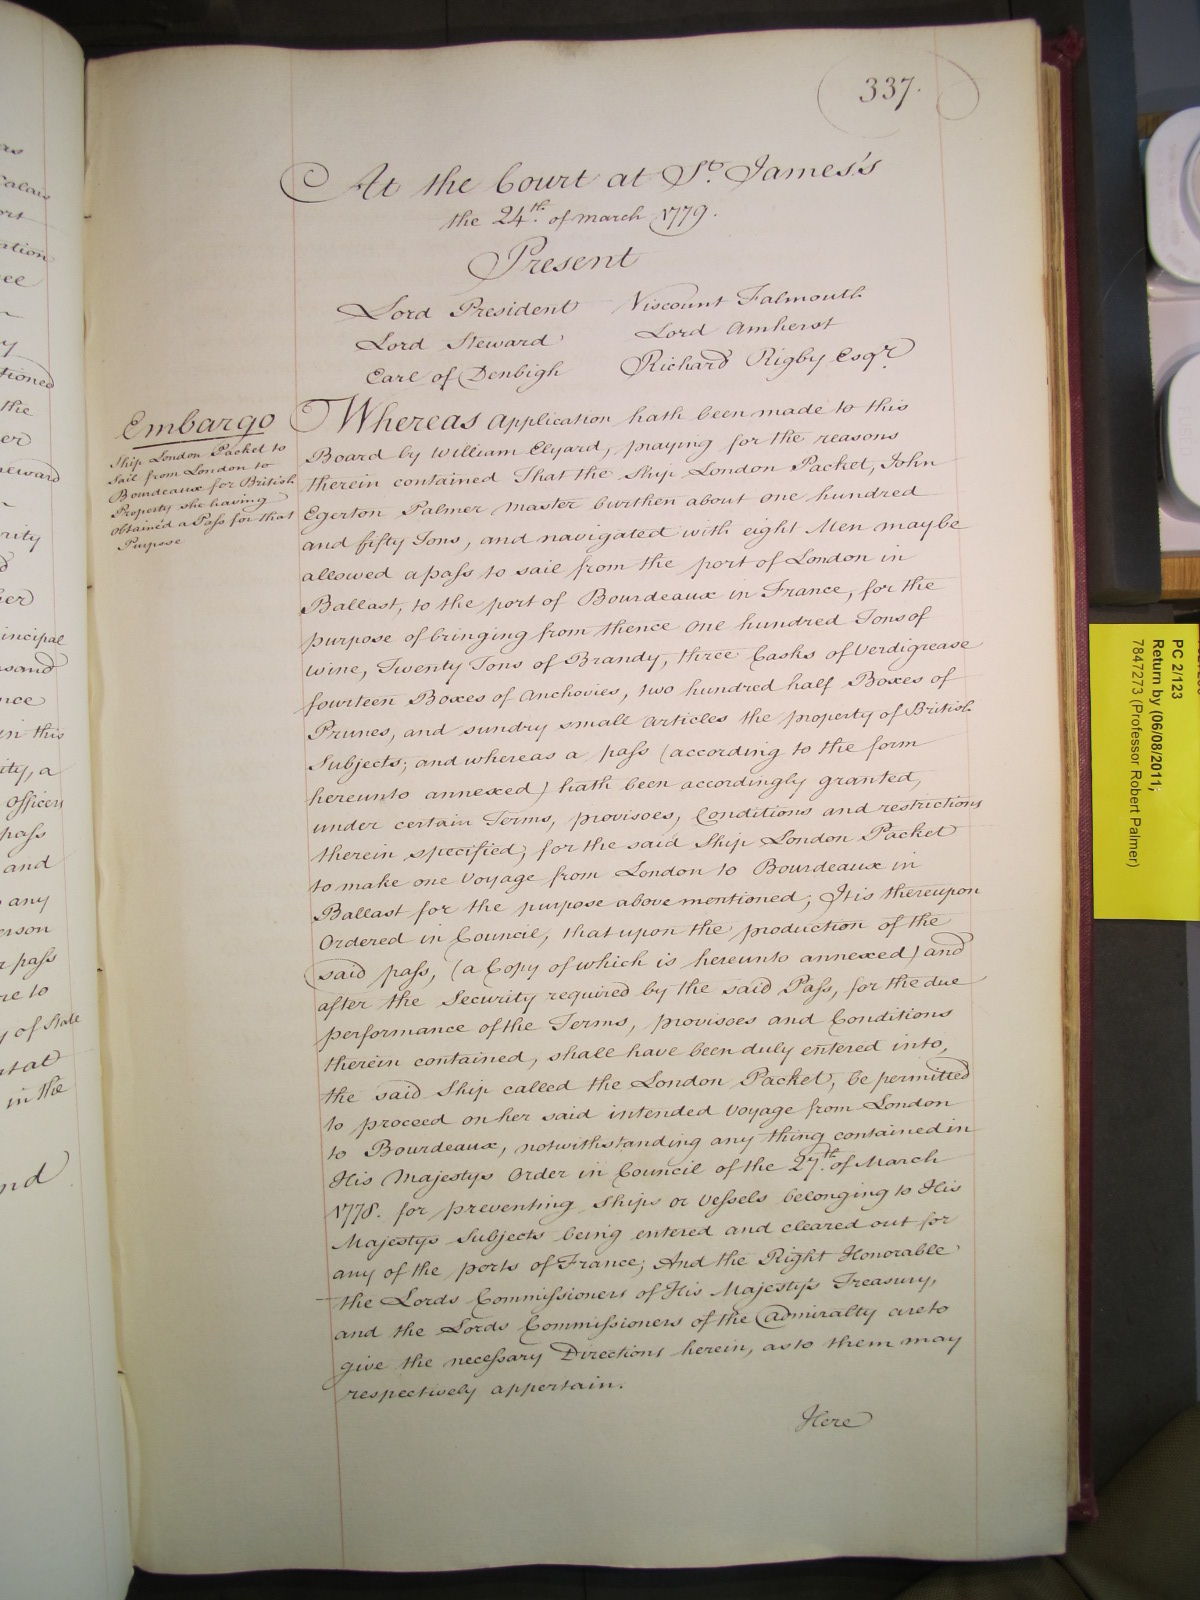 337.
At the Court at St. James's
the 24th. of march 1779.
Present
Lord President Viscount Falmouth
Lord Steward Lord Amherst
Earl of Denbigh Richard Rigby Esqr.
Embargo
Ship London Packet to
sail from London to
Bourdeaux for British
Property she having
obtained a Pass for that
Purpose
Whereas Application hath been made to this
Board by William Elyard, praying for the reasons
therein contained That the Ship London Packet, John
Egerton Palmer Master burthen about one hundred
and fifty Tons, and navigated with eight Men may be
allowed a pass to sail from the port of London in
Ballast, to the port of Bourdeaux in France, for the
purpose of bringing from thence one hundred Tons of
Wine, Twenty Tons of Brandy, three Casks of Verdigrease
fourteen Boxes of Anchovies, two hundred half Boxes of
Prunes, and sundry small Articles the property of British
Subjects; and whereas a pass (according to the form
hereunto annexed) hath been accordingly granted,
under certain Terms, provisoes, Conditions and restrictions
therein specified; for the said Ship London Packet
to make one Voyage from London to Bourdeaux in
Ballast for the purpose above mentioned; It is thereupon
Ordered in Council, that upon the production of the
said pass, (a Copy of which is hereunto annexed) and
after the Security required by the said Pass, for the due
performance of the Terms, provisoes and Conditions
therein contained, shall have been duly entered into,
the said Ship called the London Packet, be permitted
to proceed on her said intended Voyage from London
to Bourdeaux, notwithstanding any thing contained in
His Majestys Order in Council of the 27th. of March
1778. for preventing Ships or Vessels belonging to His
Majestys Subjects being entered and cleared out for
any of the ports of France; And the Right Honorable
the Lords Commissioners of His Majesty's Treasury,
and the Lords Commissioners of the Admiralty are to
give the necessary Directions herein, as to them may
respectively appertain.
Here
PC 2/123
Return by (06/08/2011;
7847273 (Professor Robert Palmer)